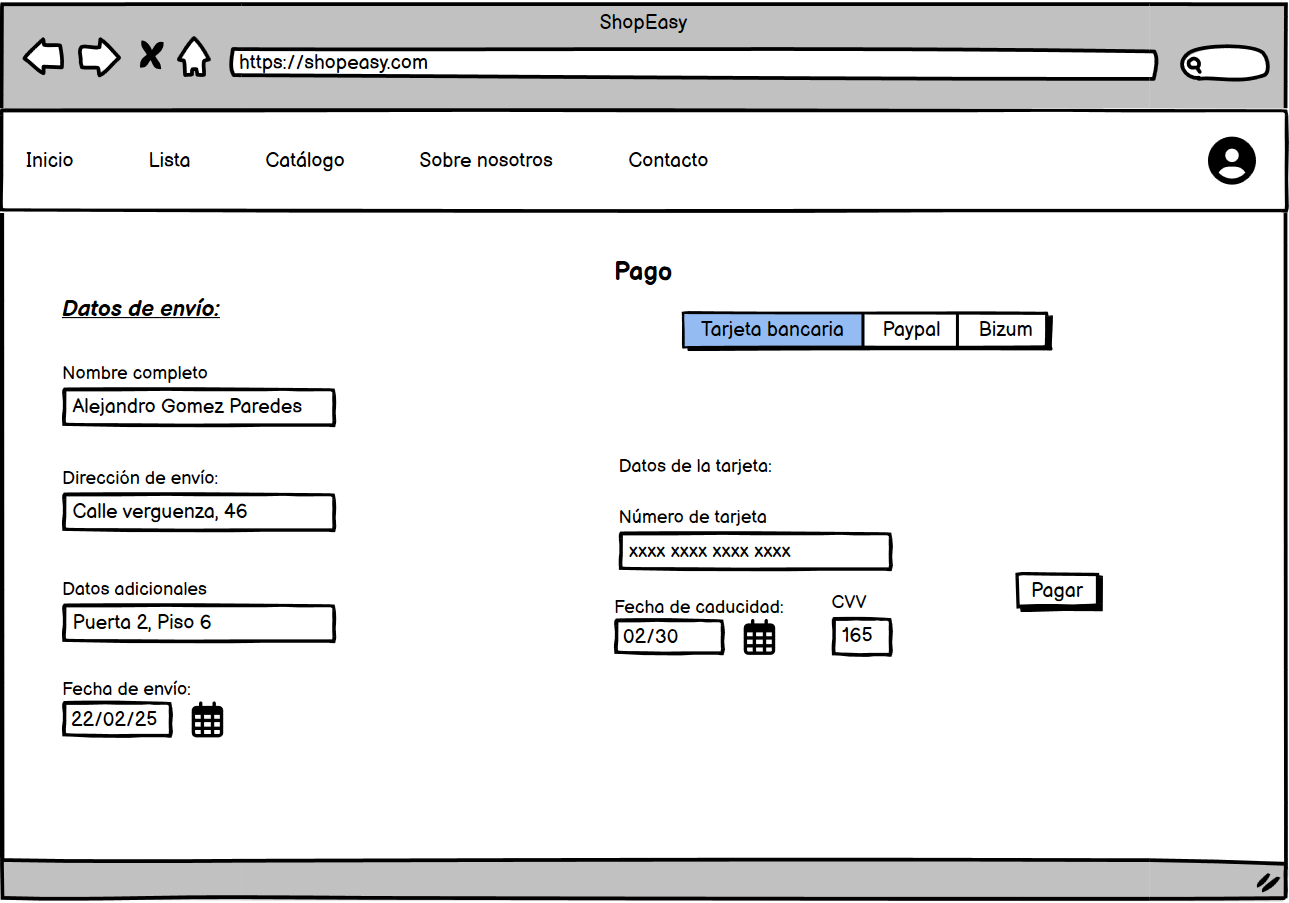 ShopEasy
https://shopeasy.com
Inicio
Lista
Catálogo
Sobre nosotros
Contacto
Datos de envío:
Nombre completo
Alejandro Gomez Paredes
Dirección de envío:
Calle verguenza, 46
Datos adicionales
Puerta 2, Piso 6
Fecha de envío:
22/02/25
Pago
Tarjeta bancaria
Paypal
Bizum
Datos de la tarjeta:
Número de tarjeta
xxxx xxxx xxxx xxxx
Fecha de caducidad:
02/30
CVV
165
Pagar